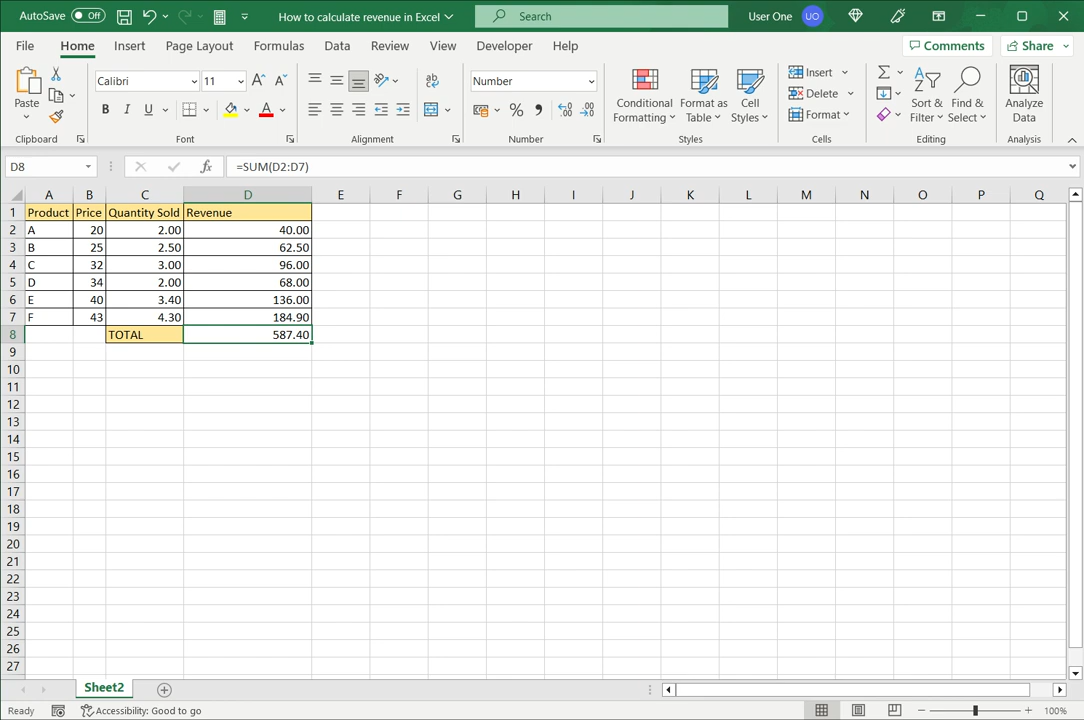 AutoSave Off How to calculate revenue in Excel Search User One UO
File Home Insert Page Layout Formulas Data Review View Developer Help Comments Share
Paste Calibri 11 A A ab Number Conditional Formatting Format as Table Cell Styles Insert Delete Format Sort & Filter Find & Select Analyze Data
B I U A % 
Clipboard Font Alignment Number Styles Cells Editing Analysis
D8 fx =SUM(D2:D7)
A B C D E F G H I J K L M N O P Q
1 Product Price Quantity Sold Revenue
2 A 20 2.00 40.00
3 B 25 2.50 62.50
4 C 32 3.00 96.00
5 D 34 2.00 68.00
6 E 40 3.40 136.00
7 F 43 4.30 184.90
8 TOTAL 587.40
9
10
11
12
13
14
15
16
17
18
19
20
21
22
23
24
25
26
27
Sheet2
Ready Accessibility: Good to go 100%